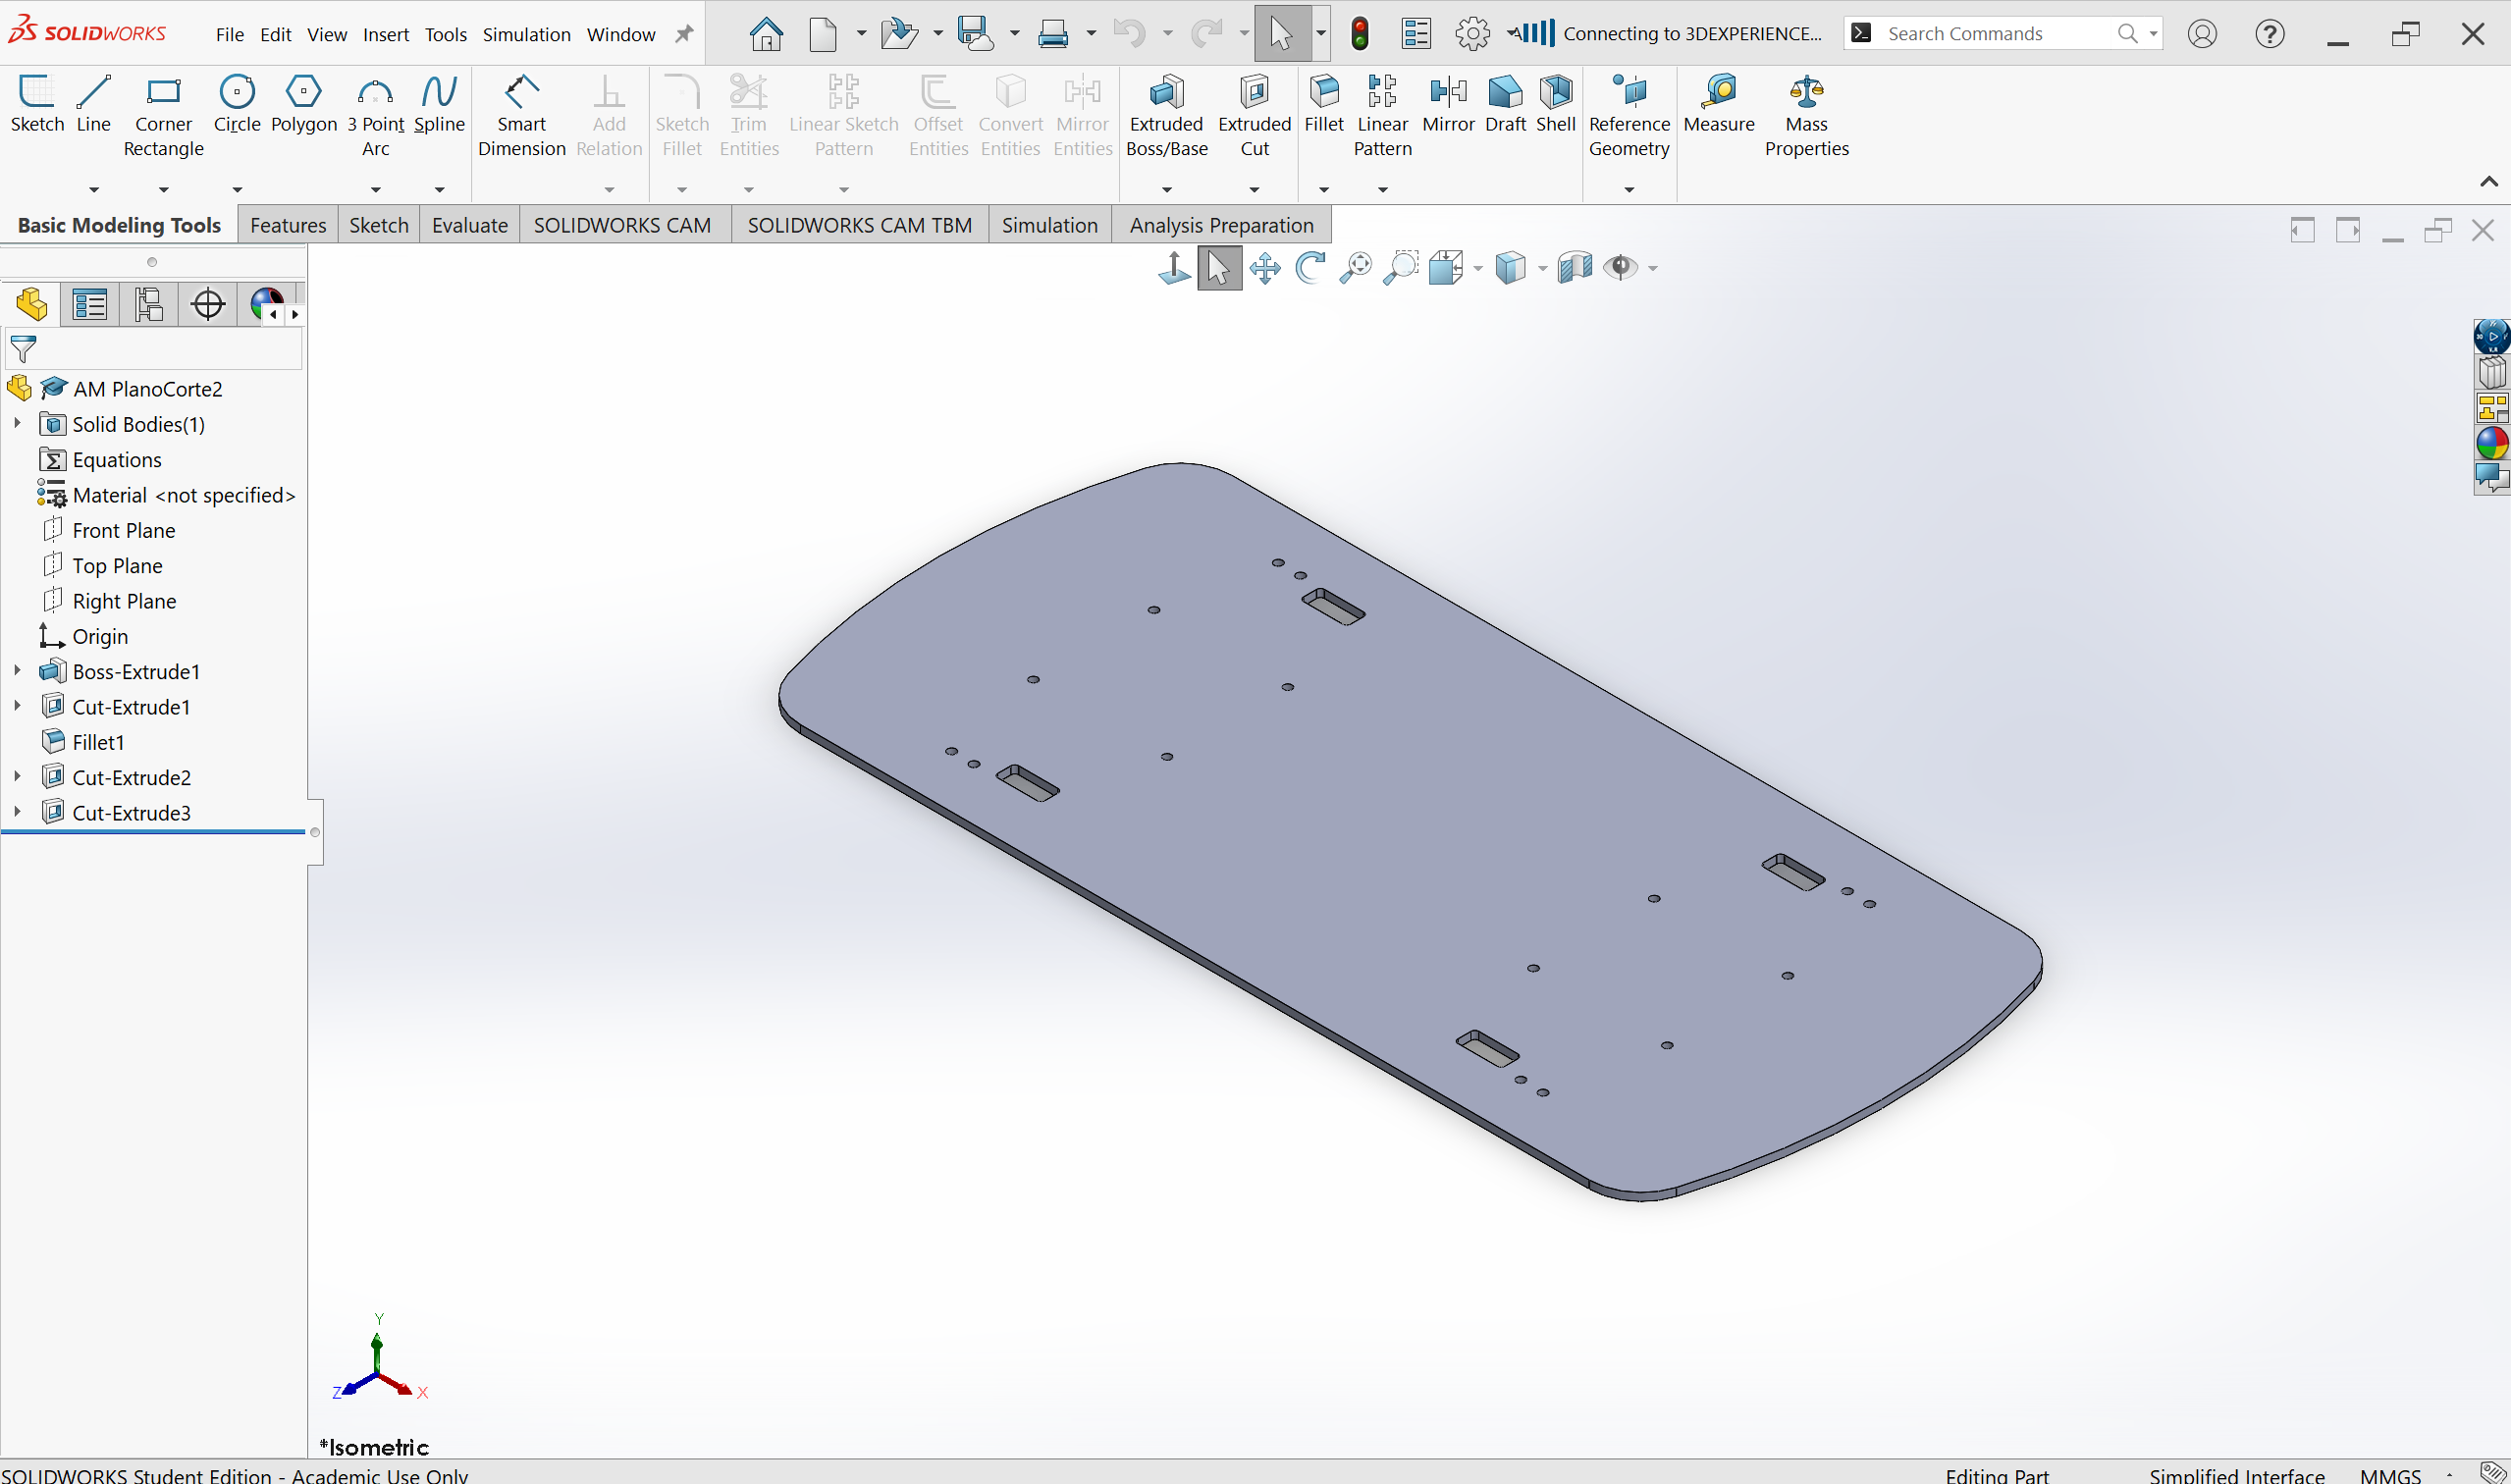 SOLIDWORKS File Edit View Insert Tools Simulation Window Connecting to 3DEXPERIENCE... Search Commands
Sketch Line Corner Rectangle Circle Polygon 3 Point Arc Spline Smart Dimension Add Relation Sketch Fillet Trim Entities Linear Sketch Pattern Offset Entities Convert Entities Mirror Entities Extruded Boss/Base Extruded Cut Fillet Linear Pattern Mirror Draft Shell Reference Geometry Measure Mass Properties
Basic Modeling Tools Features Sketch Evaluate SOLIDWORKS CAM SOLIDWORKS CAM TBM Simulation Analysis Preparation
AM PlanoCorte2
Solid Bodies(1)
Equations
Material <not specified>
Front Plane
Top Plane
Right Plane
Origin
Boss-Extrude1
Cut-Extrude1
Fillet1
Cut-Extrude2
Cut-Extrude3
Y
Z X
*Isometric
SOLIDWORKS Student Edition - Academic Use Only Editing Part Simplified Interface MMGS